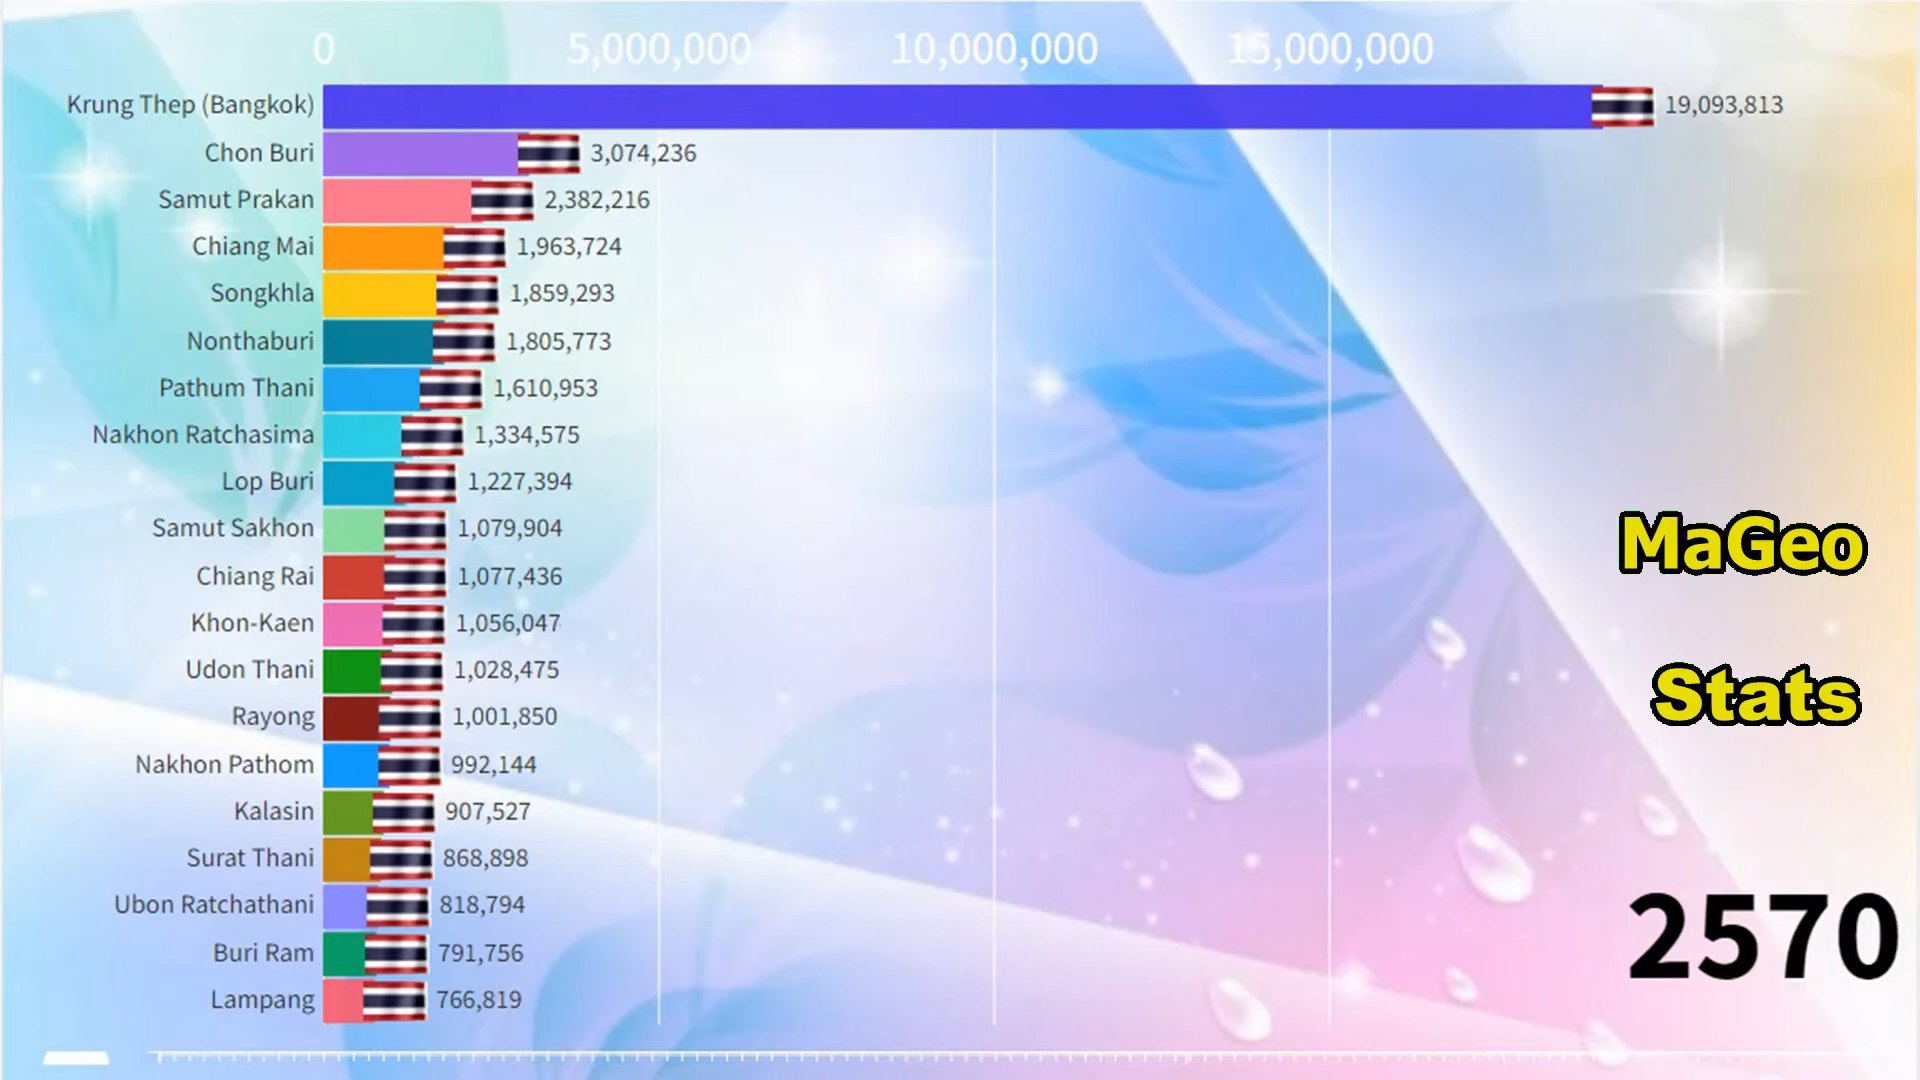 0 5,000,000 10,000,000 15,000,000
Krung Thep (Bangkok) 19,093,813
Chon Buri 3,074,236
Samut Prakan 2,382,216
Chiang Mai 1,963,724
Songkhla 1,859,293
Nonthaburi 1,805,773
Pathum Thani 1,610,953
Nakhon Ratchasima 1,334,575
Lop Buri 1,227,394
Samut Sakhon 1,079,904
Chiang Rai 1,077,436
Khon-Kaen 1,056,047
Udon Thani 1,028,475
Rayong 1,001,850
Nakhon Pathom 992,144
Kalasin 907,527
Surat Thani 868,898
Ubon Ratchathani 818,794
Buri Ram 791,756
Lampang 766,819
MaGeo
Stats
2570